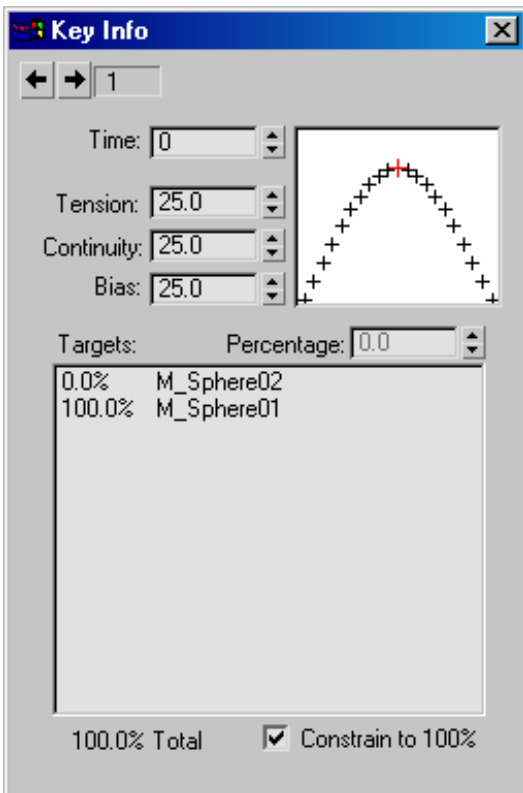 Key Info
1
Time: 0
Tension: 25.0
Continuity: 25.0
Bias: 25.0
Targets: Percentage: 0.0
0.0% M_Sphere02
100.0% M_Sphere01
100.0% Total Constrain to 100%